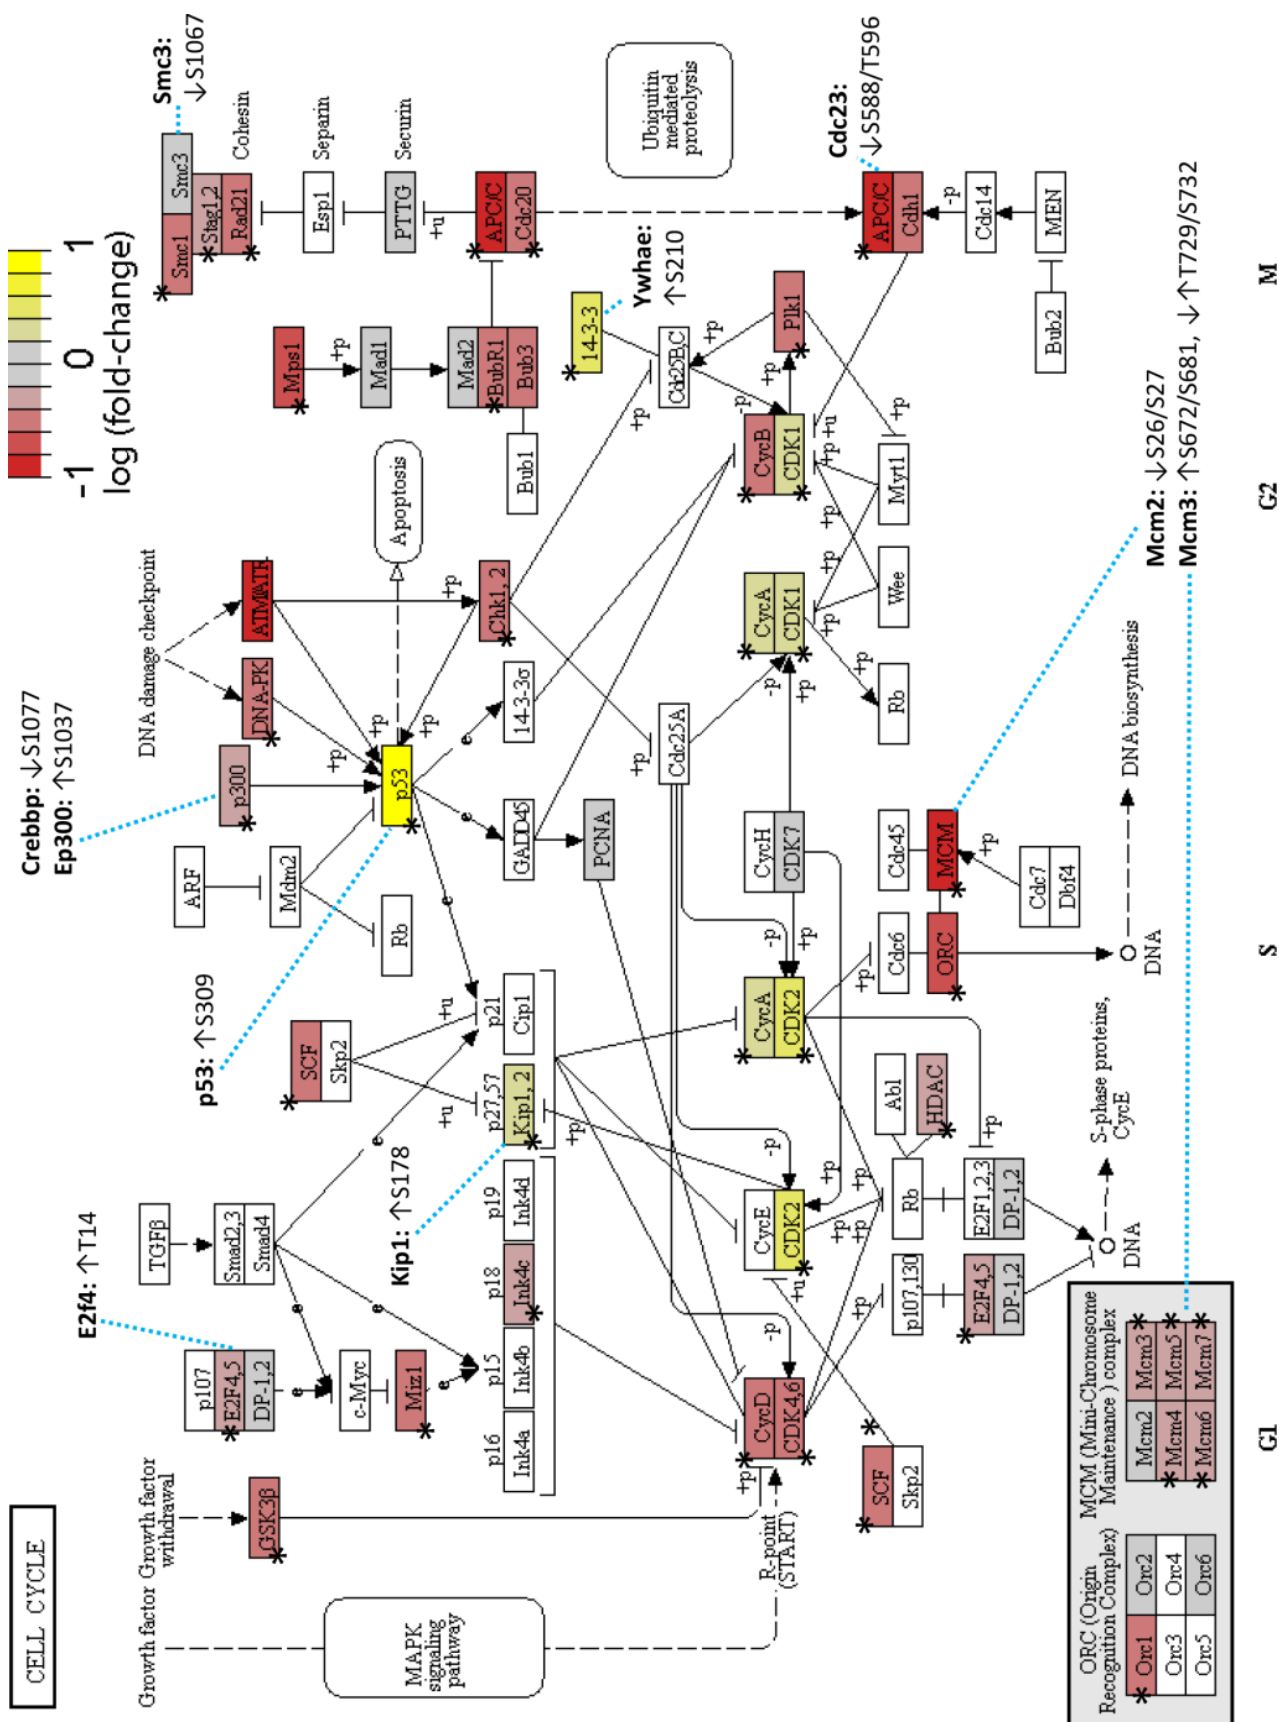 CELL CYCLE
Growth factor
Growth factor
withdrawal
MAPK
signaling
pathway
R-point
(START)
GSK3β
+p
E2f4: ↑T14
p107
E2F4,5
DP-1,2
e
TGFβ
Smad2,3
Smad4
e
e
e
c-Myc
Miz1
e
p16
Ink4a
p15
Ink4b
p18
Ink4c
p19
Ink4d
p27,57
Kip1, 2
p21
Cip1
Kip1: ↑S178
SCF
Skp2
+u
+u
p53: ↑S309
ARF
Mdm2
Rb
Crebbp: ↓S1077
Ep300: ↑S1037
p300
DNA damage checkpoint
DNA-PK
ATM/ATR
+p
+p
+p
+p
p53
e
e
e
Apoptosis
GADD45
14-3-3σ
Chk1, 2
PCNA
-1 0 1
log (fold-change)
Smc3:
↓S1067
Smc1
Smc3
Stag1,2
Rad21
Cohesin
Esp1
Separin
PTTG
Securin
+u
APC/C
Cdc20
Mps1
+p
Mad1
Mad2
BubR1
Bub3
Bub1
14-3-3
Ywhae:
↑S210
Cdc25B,C
+p
+p
Ubiquitin
mediated
proteolysis
Cdc23:
↓S588/T596
APC/C
Cdh1
-p
Cdc14
MEN
Bub2
Plk1
+p
+p
CycD
CDK4,6
-p
CycE
CDK2
+p
-p
+u
+p
+p
CycA
CDK2
-p
+p
Cdc25A
+p
CycH
CDK7
CycA
CDK1
-p
+p
CycB
CDK1
-p
+p
+u
+p
+p
+p
Myt1
Wee
Rb
+p
SCF
Skp2
p107,130
+p
E2F4,5
DP-1,2
Rb
+p
Abl
HDAC
E2F1,2,3
DP-1,2
+p
DNA
S-phase proteins,
CycE
Cdc6
+p
ORC
Cdc45
MCM
+p
Cdc7
Dbf4
DNA
DNA biosynthesis
Mcm2: ↓S26/S27
Mcm3: ↑S672/S681, ↓↑T729/S732
ORC (Origin
Recognition Complex)
Orc1
Orc2
Orc3
Orc4
Orc5
Orc6
MCM (Mini-Chromosome
Maintenance ) complex
Mcm2
Mcm3
Mcm4
Mcm5
Mcm6
Mcm7
G1
S
G2
M